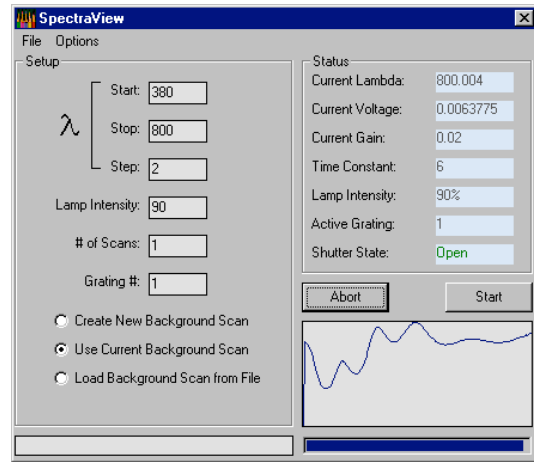 SpectraView
File Options
Setup
λ
Start: 380
Stop: 800
Step: 2
Lamp Intensity: 90
# of Scans: 1
Grating #: 1
Create New Background Scan
Use Current Background Scan
Load Background Scan from File
Status
Current Lambda: 800.004
Current Voltage: 0.0063775
Current Gain: 0.02
Time Constant: 6
Lamp Intensity: 90%
Active Grating: 1
Shutter State: Open
Abort Start